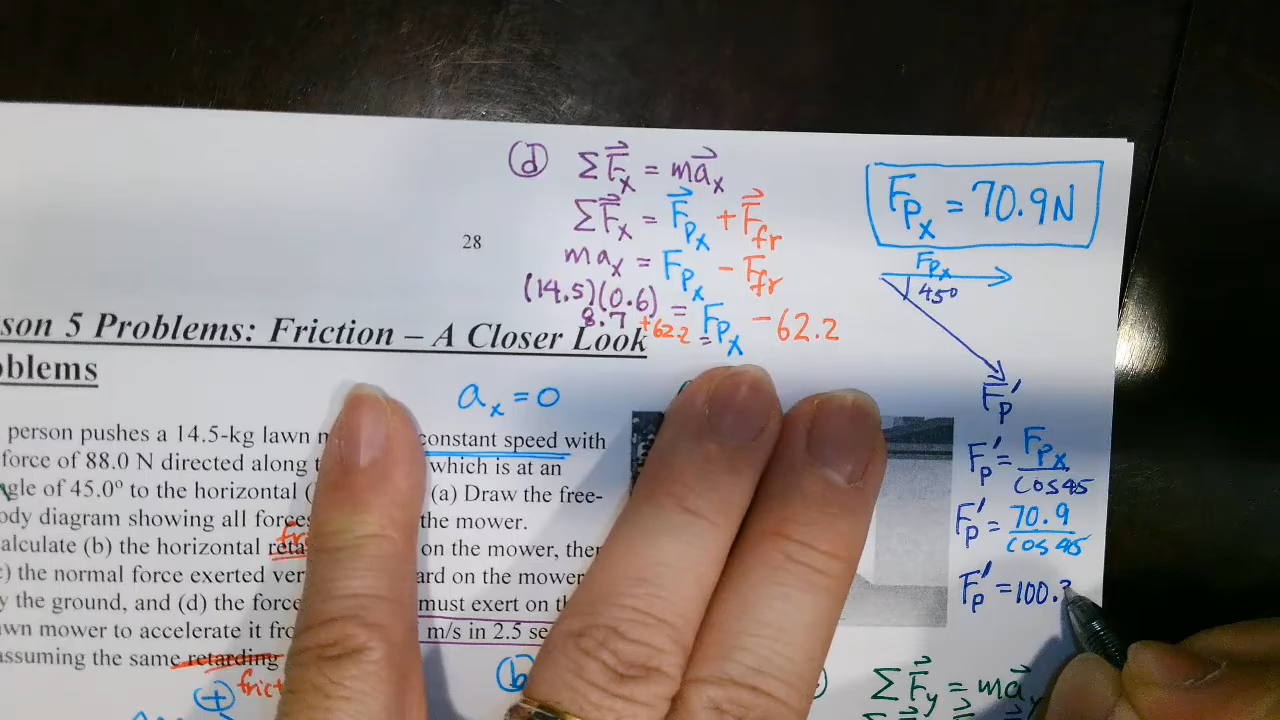 (d) ΣF⃗x = ma⃗x
ΣF⃗x = F⃗px + F⃗fr
max = Fpx - Ffr
(14.5)(0.6) = Fpx - 62.2
8.7 +62.2 =
Fpx = 70.9N
Fpx
45°
Fp'
Fp' = Fpx / cos45
Fp' = 70.9 / cos45
Fp' = 100.
28
son 5 Problems: Friction – A Closer Look
blems
ax = 0
person pushes a 14.5-kg lawn constant speed with
force of 88.0 N directed along which is at an
gle of 45.0° to the horizontal ( (a) Draw the free-
ody diagram showing all forces the mower.
alculate (b) the horizontal reta on the mower, then
fr
) the normal force exerted ver ard on the mower
y the ground, and (d) the force must exert on
awn mower to accelerate it fro m/s in 2.5 se
assuming the same retarding
frict
+
(b
ΣF⃗y = ma⃗y